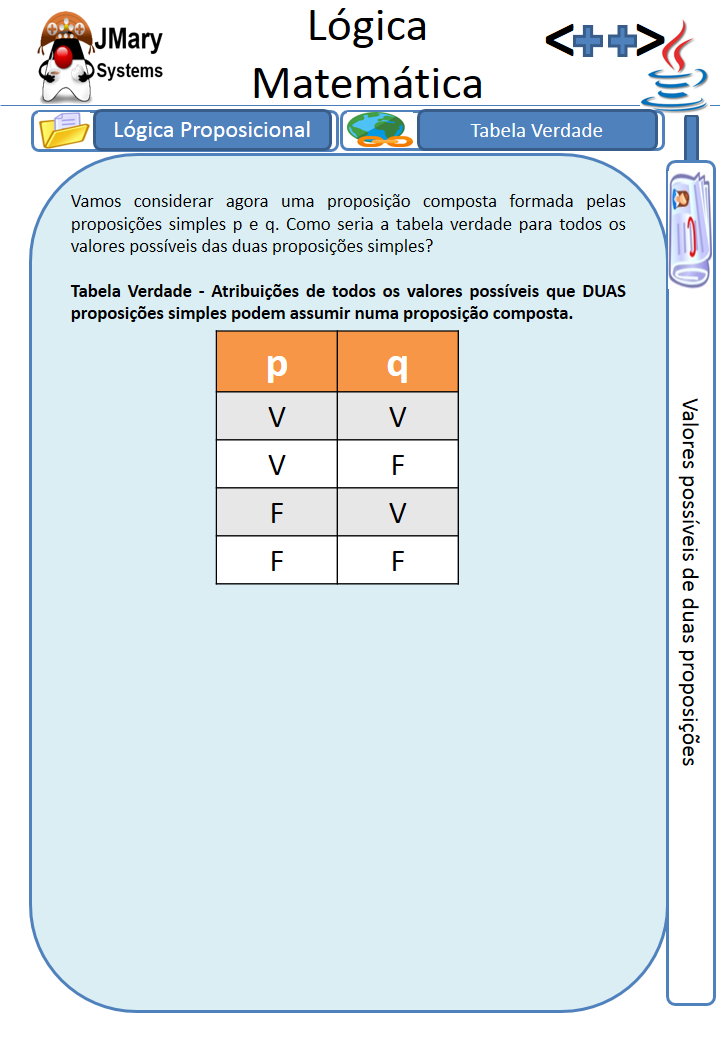 JMary
Systems
Lógica
Matemática
<++>
Lógica Proposicional
Tabela Verdade
Vamos considerar agora uma proposição composta formada pelas
proposições simples p e q. Como seria a tabela verdade para todos os
valores possíveis das duas proposições simples?
Tabela Verdade - Atribuições de todos os valores possíveis que DUAS
proposições simples podem assumir numa proposição composta.
p q
V V
V F
F V
F F
Valores possíveis de duas proposições